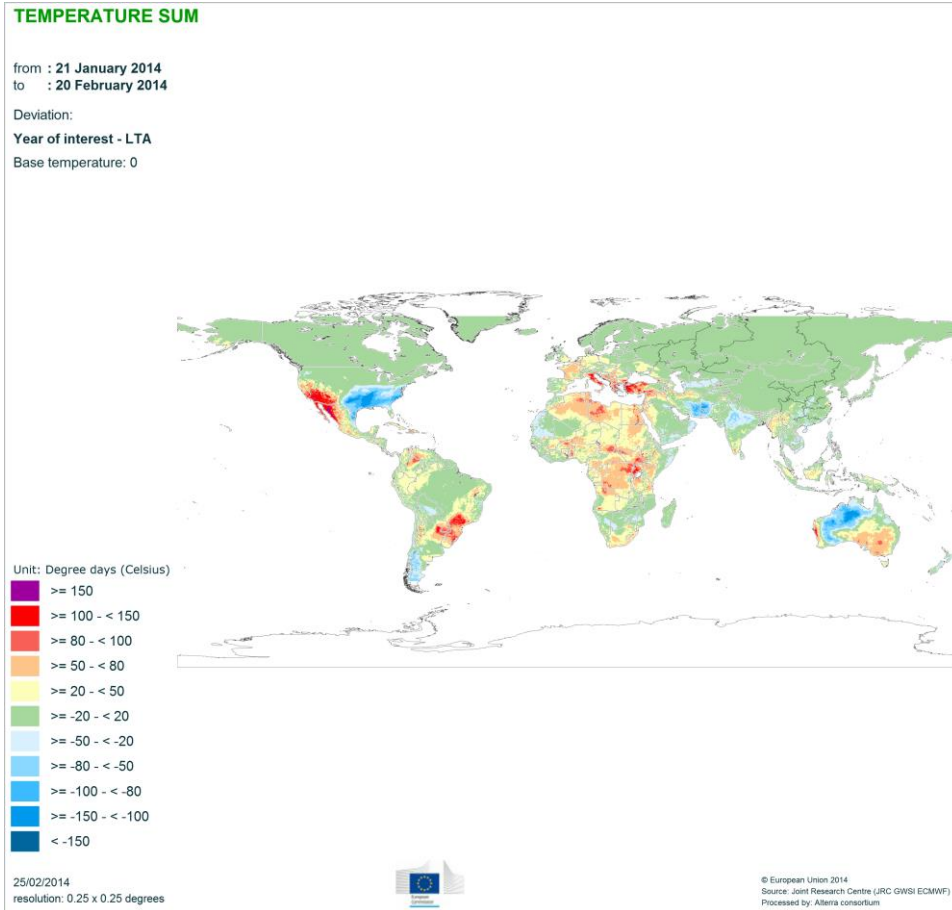 TEMPERATURE SUM
from : 21 January 2014
to : 20 February 2014
Deviation:
Year of interest - LTA
Base temperature: 0
Unit: Degree days (Celsius)
>= 150
>= 100 - < 150
>= 80 - < 100
>= 50 - < 80
>= 20 - < 50
>= -20 - < 20
>= -50 - < -20
>= -80 - < -50
>= -100 - < -80
>= -150 - < -100
< -150
25/02/2014
resolution: 0.25 x 0.25 degrees
European
Commission
© European Union 2014
Source: Joint Research Centre (JRC GWSI ECMWF)
Processed by: Alterra consortium